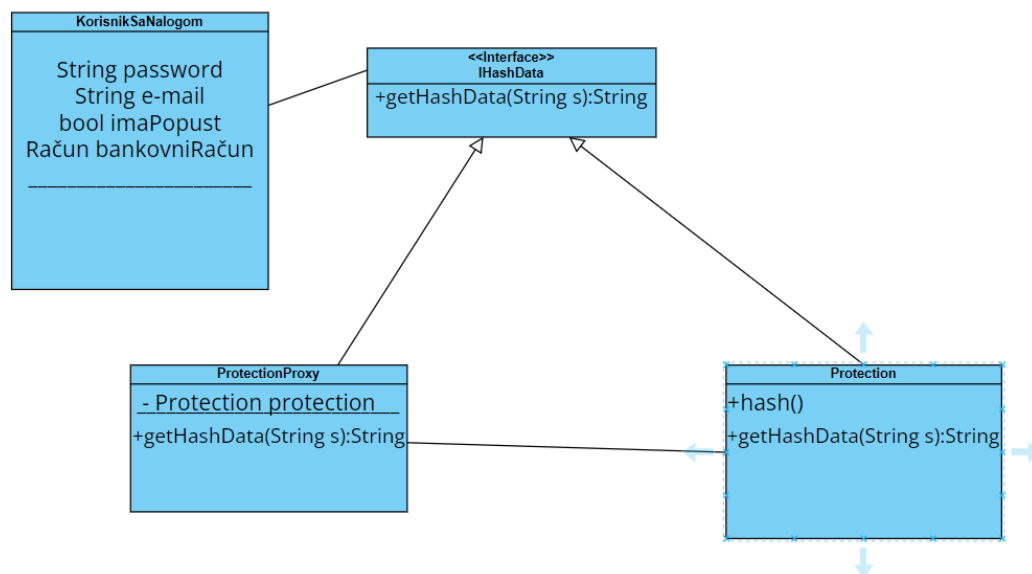 KorisnikSaNalogom
String password
String e-mail
bool imaPopust
Račun bankovniRačun
<<Interface>>
IHashData
+getHashData(String s):String
ProtectionProxy
- Protection protection
+getHashData(String s):String
Protection
+hash()
+getHashData(String s):String